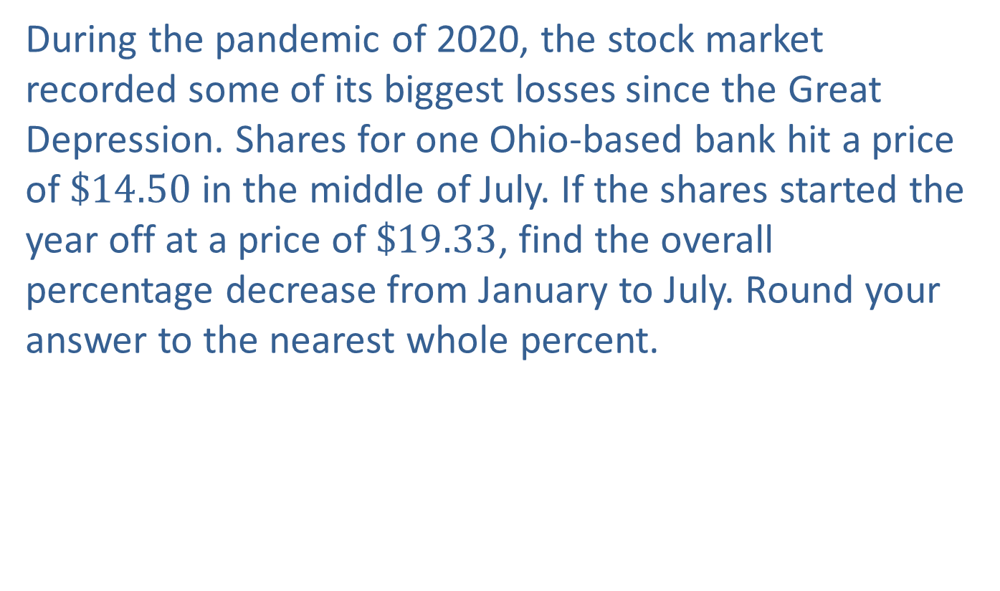 During the pandemic of 2020, the stock market
recorded some of its biggest losses since the Great
Depression. Shares for one Ohio-based bank hit a price
of $14.50 in the middle of July. If the shares started the
year off at a price of $19.33, find the overall
percentage decrease from January to July. Round your
answer to the nearest whole percent.